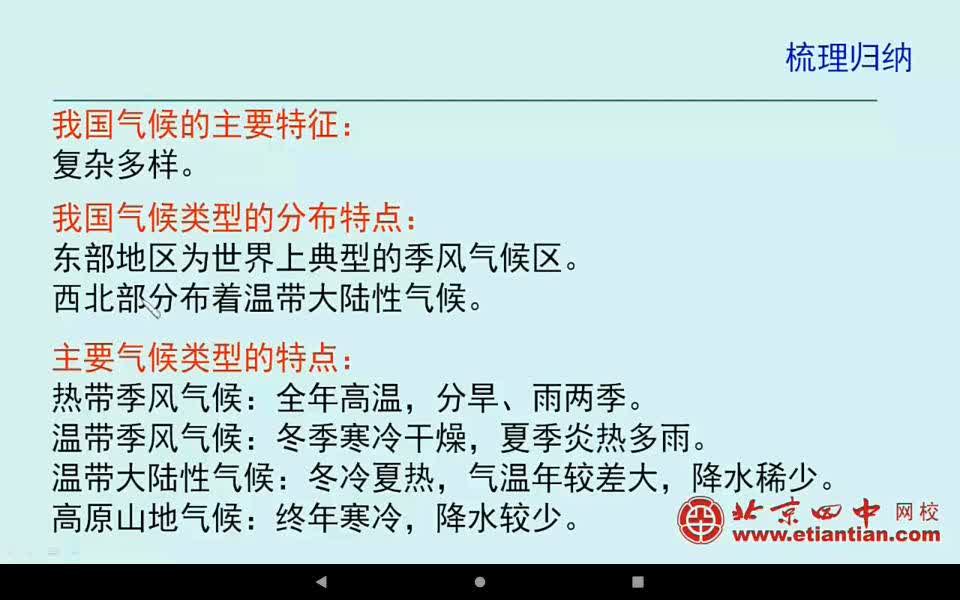 梳理归纳
我国气候的主要特征：
复杂多样。
我国气候类型的分布特点：
东部地区为世界上典型的季风气候区。
西北部分布着温带大陆性气候。
主要气候类型的特点：
热带季风气候：全年高温，分旱、雨两季。
温带季风气候：冬季寒冷干燥，夏季炎热多雨。
温带大陆性气候：冬冷夏热，气温年较差大，降水稀少。
高原山地气候：终年寒冷，降水较少。
北京四中 网校
www.etiantian.com